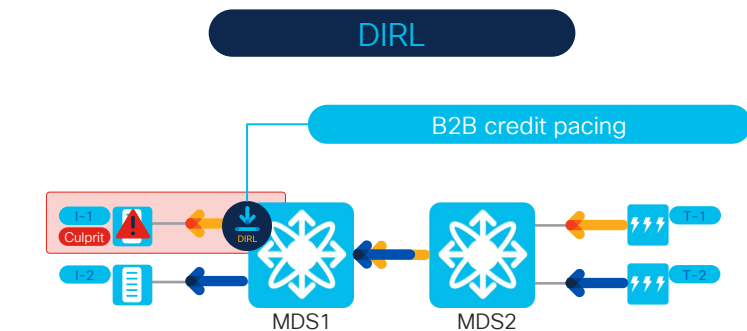 DIRL
B2B credit pacing
I-1
Culprit
DIRL
T-1
I-2
T-2
MDS1
MDS2